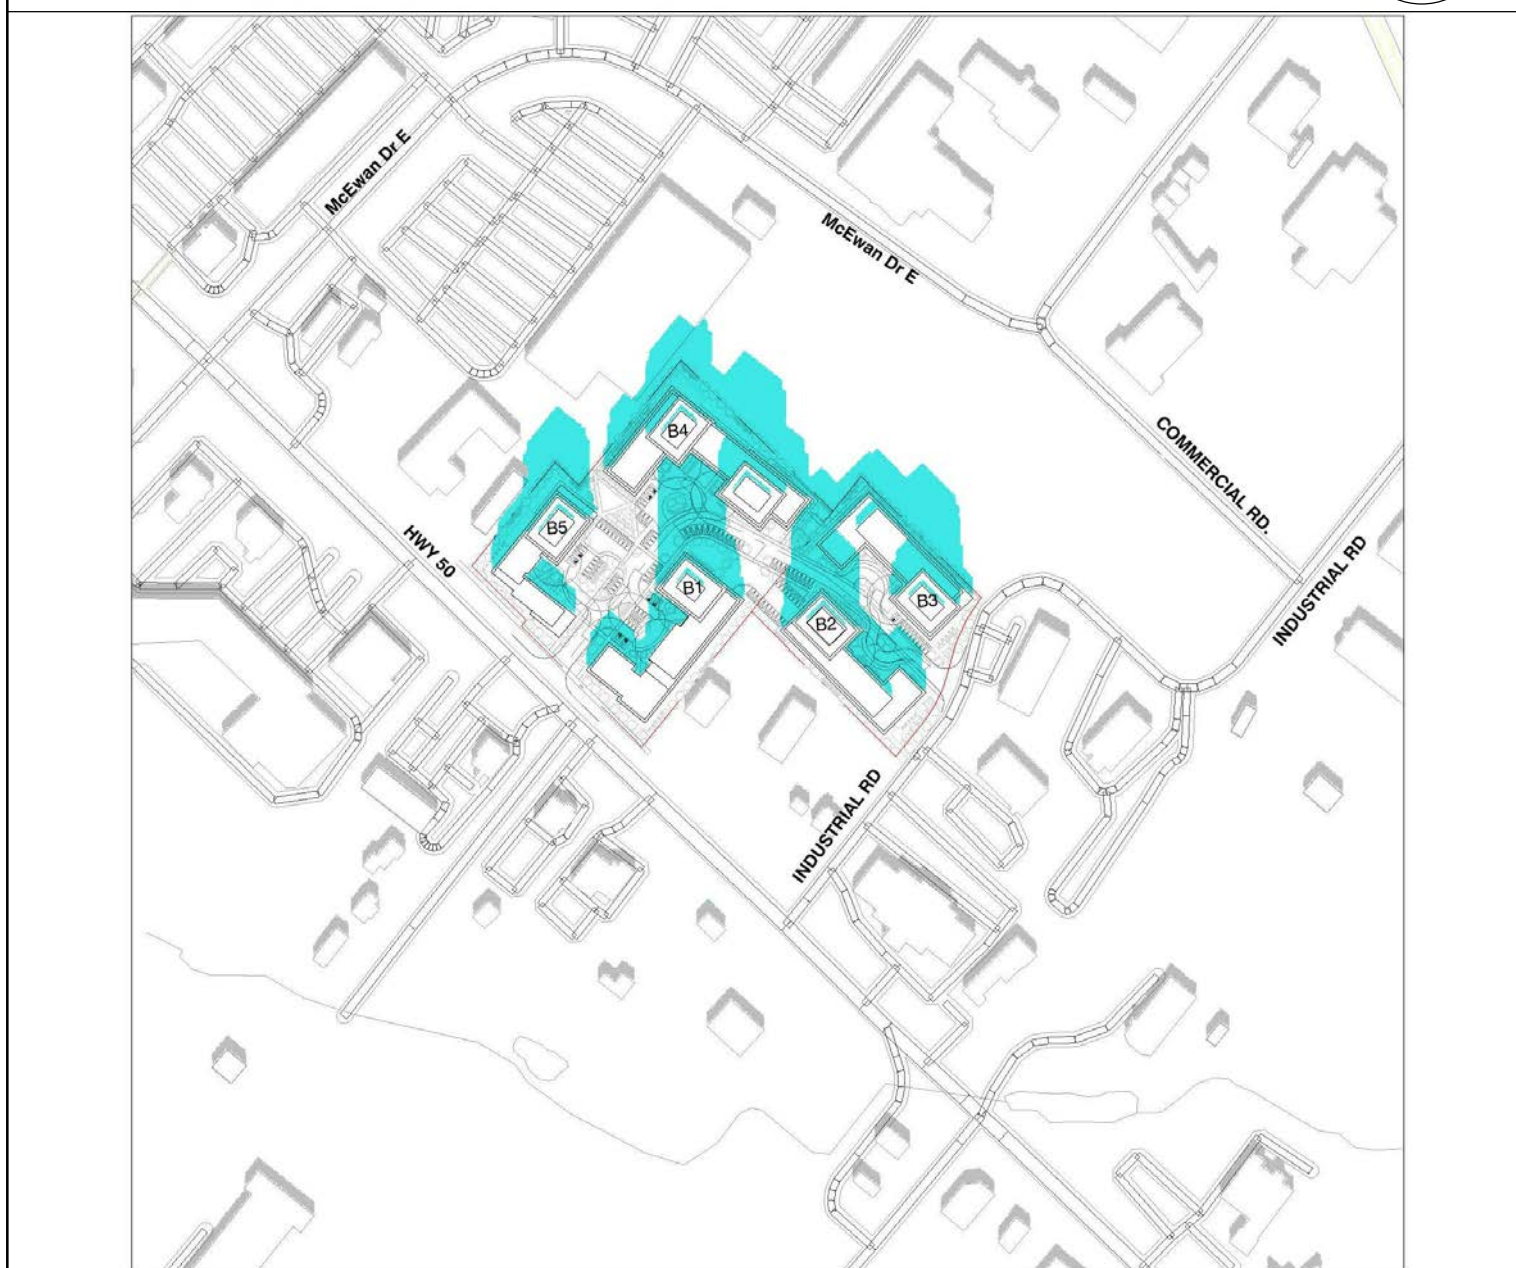 McEwan Dr E
McEwan Dr E
B4
COMMERCIAL RD.
B5
HWY 50
INDUSTRIAL RD
B1
B3
B2
INDUSTRIAL RD